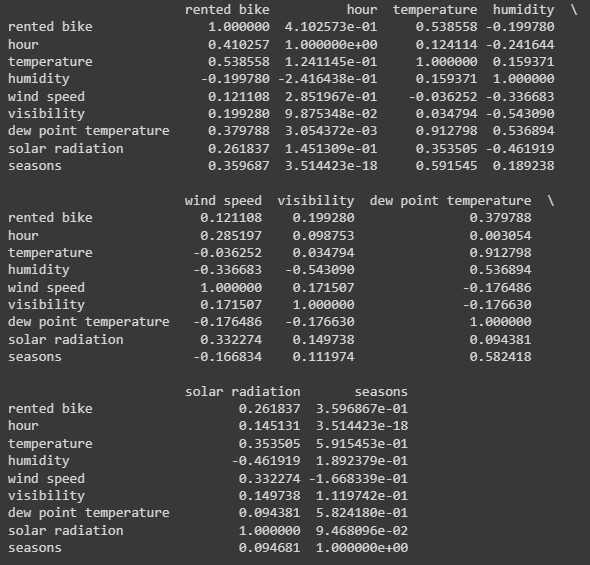 rented bike hour temperature humidity \
rented bike 1.000000 4.102573e-01 0.538558 -0.199780
hour 0.410257 1.000000e+00 0.124114 -0.241644
temperature 0.538558 1.241145e-01 1.000000 0.159371
humidity -0.199780 -2.416438e-01 0.159371 1.000000
wind speed 0.121108 2.851967e-01 -0.036252 -0.336683
visibility 0.199280 9.875348e-02 0.034794 -0.543090
dew point temperature 0.379788 3.054372e-03 0.912798 0.536894
solar radiation 0.261837 1.451309e-01 0.353505 -0.461919
seasons 0.359687 3.514423e-18 0.591545 0.189238
wind speed visibility dew point temperature \
rented bike 0.121108 0.199280 0.379788
hour 0.285197 0.098753 0.003054
temperature -0.036252 0.034794 0.912798
humidity -0.336683 -0.543090 0.536894
wind speed 1.000000 0.171507 -0.176486
visibility 0.171507 1.000000 -0.176630
dew point temperature -0.176486 -0.176630 1.000000
solar radiation 0.332274 0.149738 0.094381
seasons -0.166834 0.111974 0.582418
solar radiation seasons
rented bike 0.261837 3.596867e-01
hour 0.145131 3.514423e-18
temperature 0.353505 5.915453e-01
humidity -0.461919 1.892379e-01
wind speed 0.332274 -1.668339e-01
visibility 0.149738 1.119742e-01
dew point temperature 0.094381 5.824180e-01
solar radiation 1.000000 9.468096e-02
seasons 0.094681 1.000000e+00